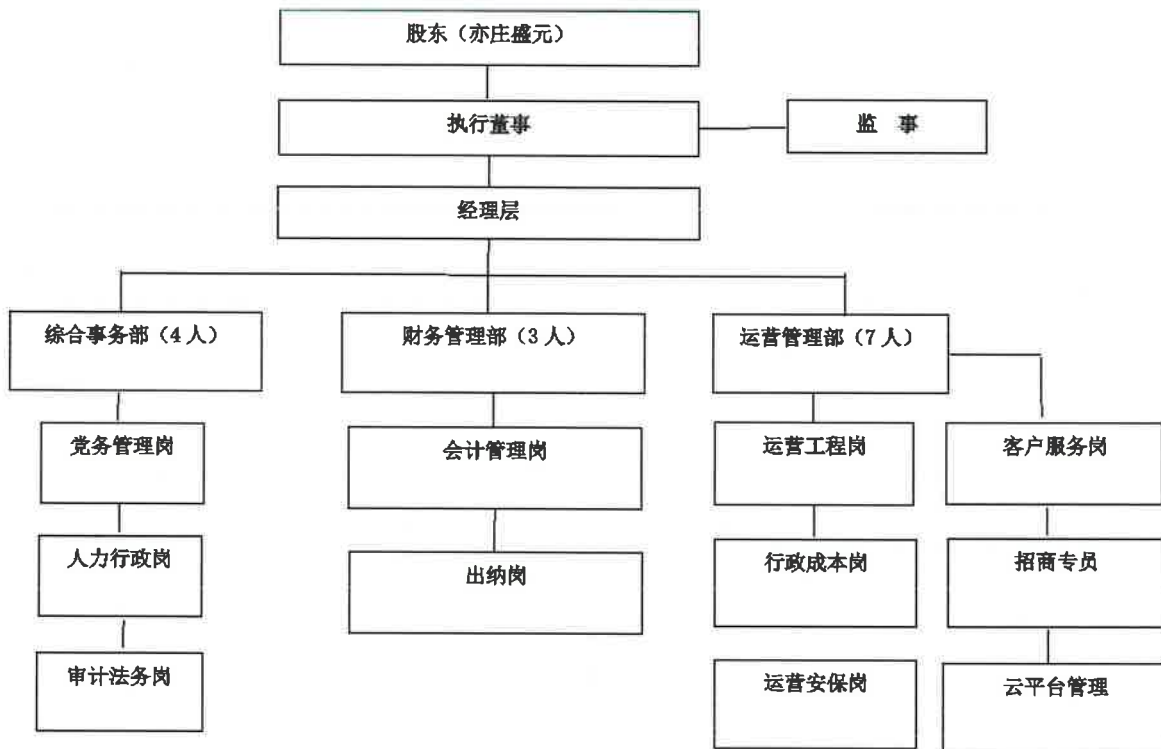 股东（亦庄盛元）
执行董事
监　事
经理层
综合事务部（4 人）
财务管理部（3 人）
运营管理部（7 人）
党务管理岗
会计管理岗
运营工程岗
客户服务岗
人力行政岗
出纳岗
行政成本岗
招商专员
审计法务岗
运营安保岗
云平台管理